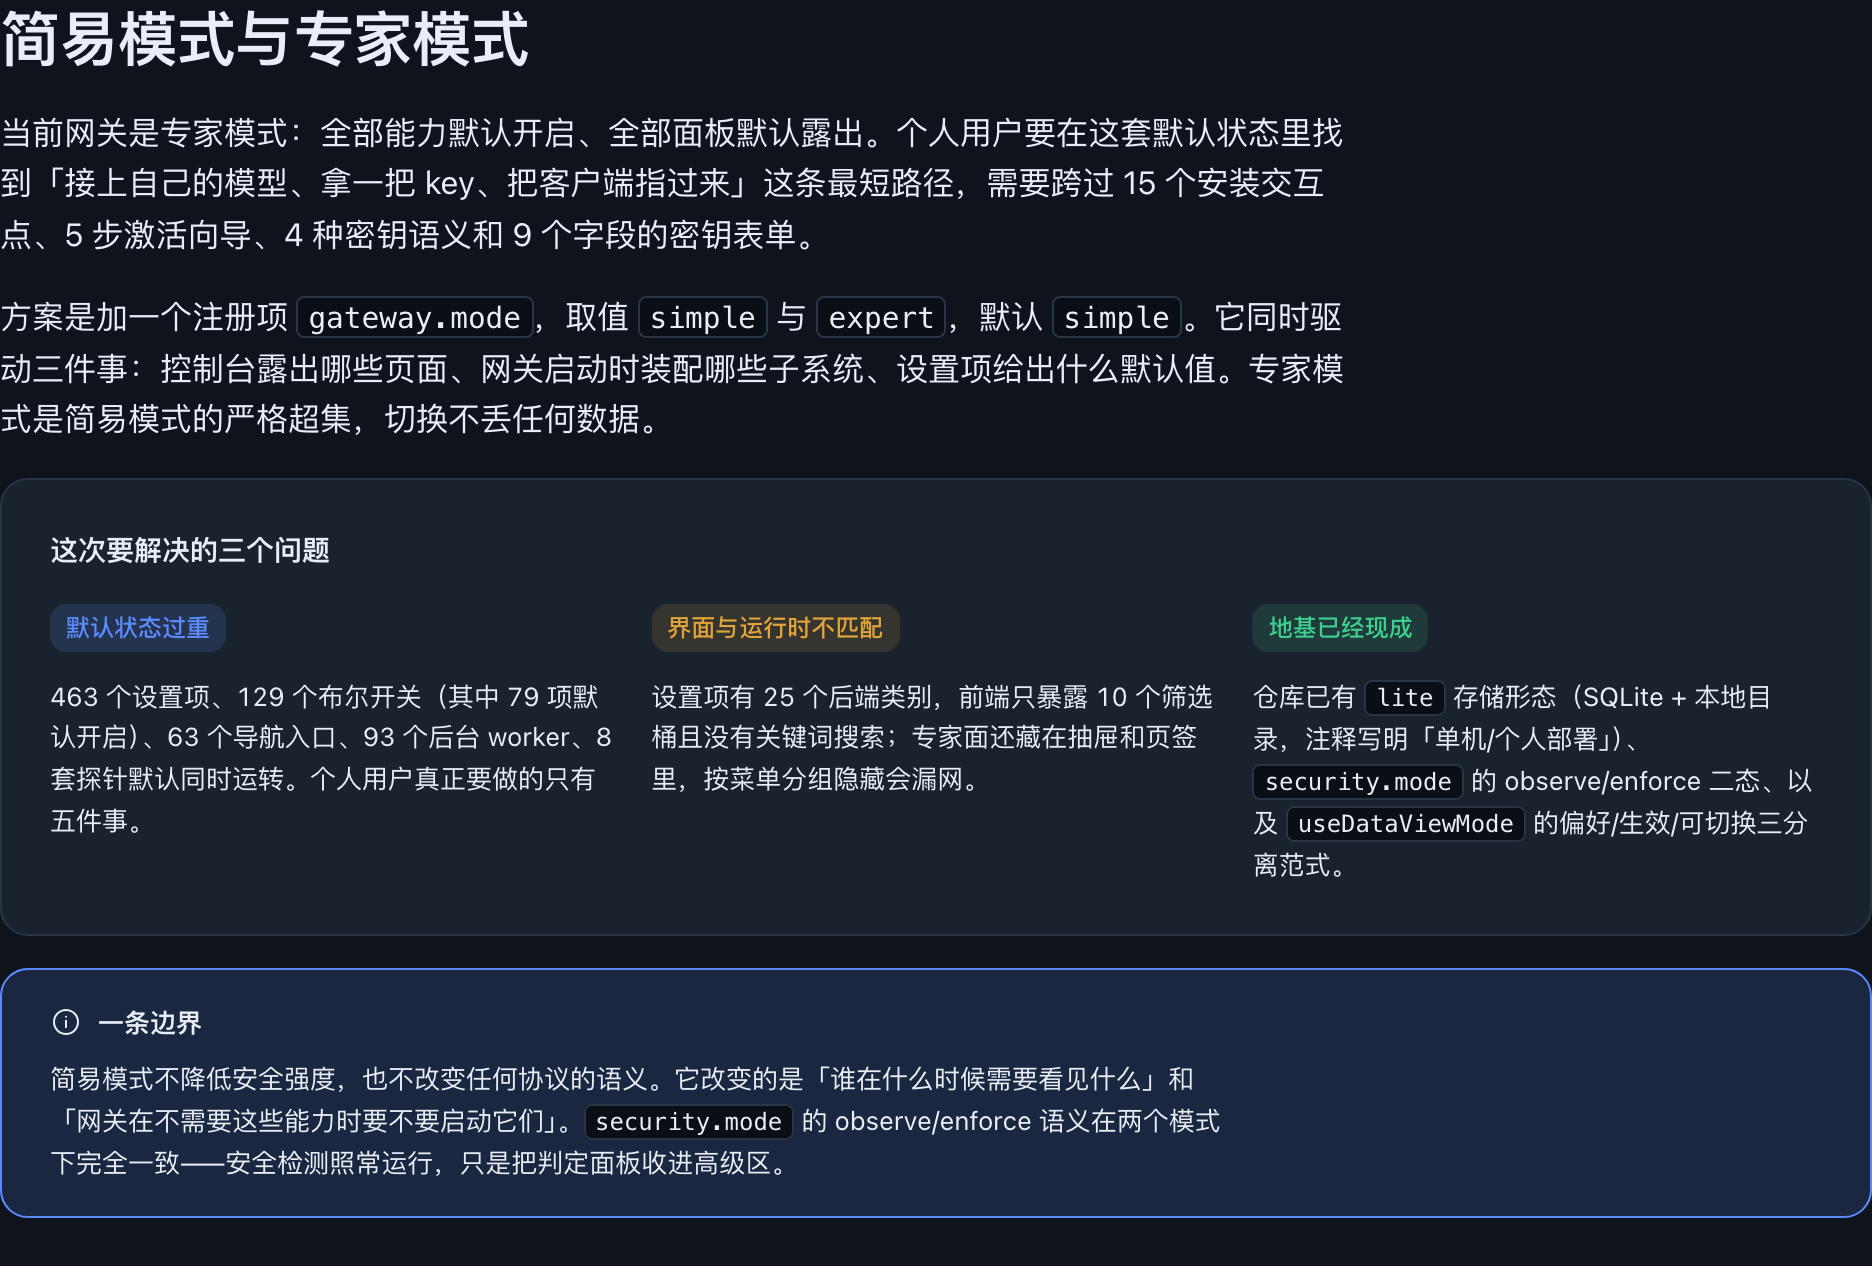 简易模式与专家模式
当前网关是专家模式：全部能力默认开启、全部面板默认露出。个人用户要在这套默认状态里找
到「接上自己的模型、拿一把 key、把客户端指过来」这条最短路径，需要跨过 15 个安装交互
点、5 步激活向导、4 种密钥语义和 9 个字段的密钥表单。
方案是加一个注册项 gateway.mode，取值 simple 与 expert，默认 simple。它同时驱
动三件事：控制台露出哪些页面、网关启动时装配哪些子系统、设置项给出什么默认值。专家模
式是简易模式的严格超集，切换不丢任何数据。
这次要解决的三个问题
默认状态过重
463 个设置项、129 个布尔开关（其中 79 项默
认开启）、63 个导航入口、93 个后台 worker、8
套探针默认同时运转。个人用户真正要做的只有
五件事。
界面与运行时不匹配
设置项有 25 个后端类别，前端只暴露 10 个筛选
桶且没有关键词搜索；专家面还藏在抽屉和页签
里，按菜单分组隐藏会漏网。
地基已经现成
仓库已有 lite 存储形态（SQLite + 本地目
录，注释写明「单机/个人部署」）、
security.mode 的 observe/enforce 二态、以
及 useDataViewMode 的偏好/生效/可切换三分
离范式。
一条边界
简易模式不降低安全强度，也不改变任何协议的语义。它改变的是「谁在什么时候需要看见什么」和
「网关在不需要这些能力时要不要启动它们」。security.mode 的 observe/enforce 语义在两个模式
下完全一致——安全检测照常运行，只是把判定面板收进高级区。